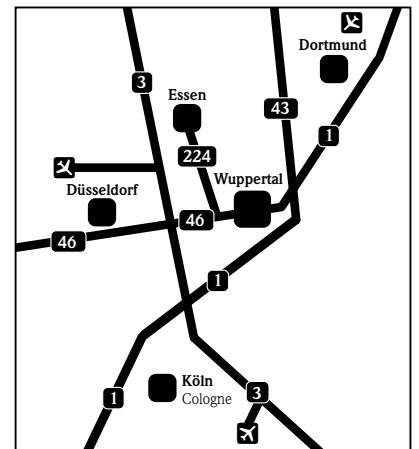 Dortmund
3
Essen
43
1
224
Wuppertal
Düsseldorf
46
46
1
Köln
Cologne
3
1